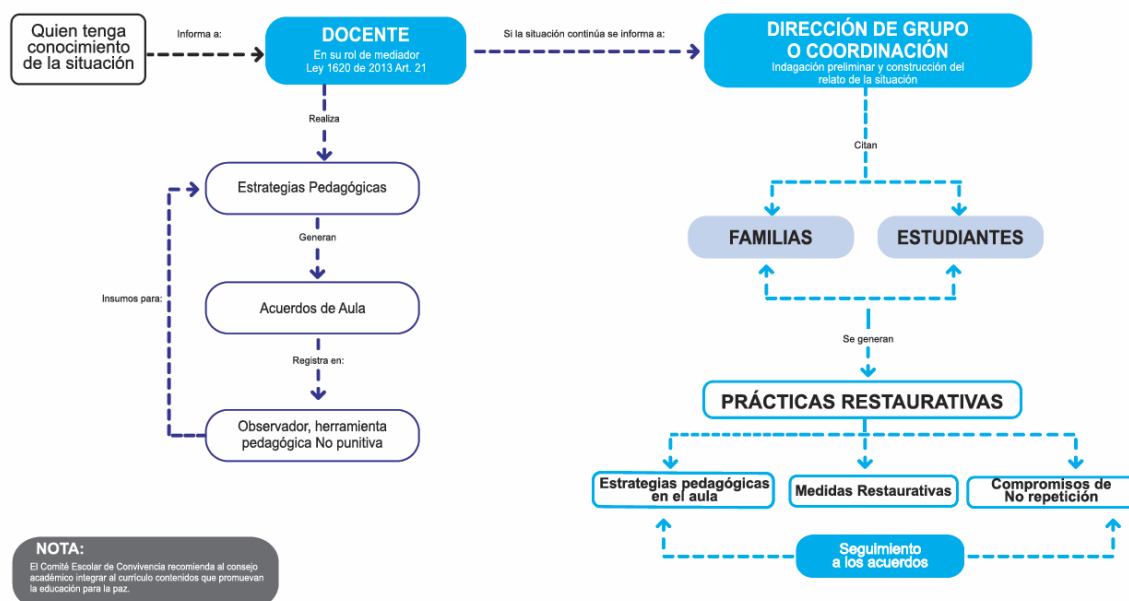 Quien tenga
conocimiento
de la situación
Informa a:
DOCENTE
En su rol de mediador
Ley 1620 de 2013 Art. 21
Si la situación continúa se informa a:
DIRECCIÓN DE GRUPO
O COORDINACIÓN
Indagación preliminar y construcción del
relato de la situación
Realiza
Estrategias Pedagógicas
Generan
Acuerdos de Aula
Insumos para:
Registra en:
Observador, herramienta
pedagógica No punitiva
Citan
FAMILIAS
ESTUDIANTES
Se generan
PRÁCTICAS RESTAURATIVAS
Estrategias pedagógicas
en el aula
Medidas Restaurativas
Compromisos de
No repetición
Seguimiento
a los acuerdos
NOTA:
El Comité Escolar de Convivencia recomienda al consejo
académico integrar al currículo contenidos que promuevan
la educación para la paz.